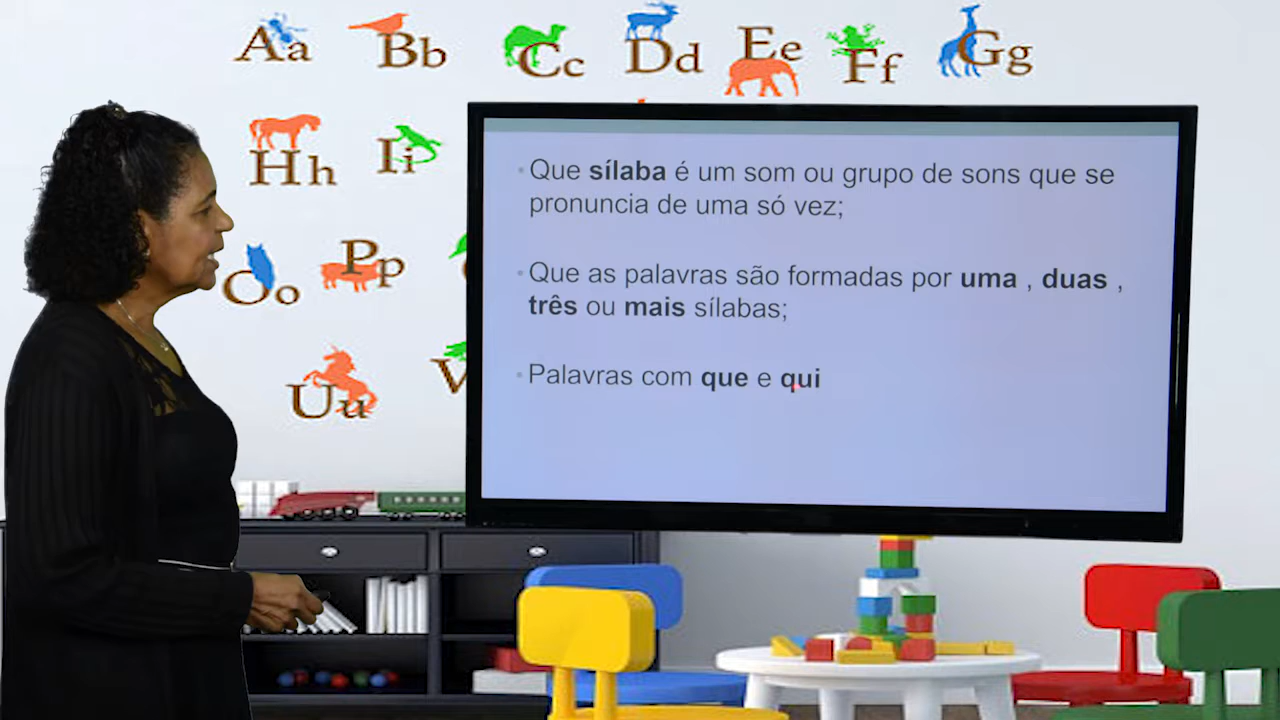 Aa Bb Cc Dd Ee Ff Gg
Hh Ii
Oo Pp
Uu V
Que sílaba é um som ou grupo de sons que se
pronuncia de uma só vez;
Que as palavras são formadas por uma , duas ,
três ou mais sílabas;
Palavras com que e qui